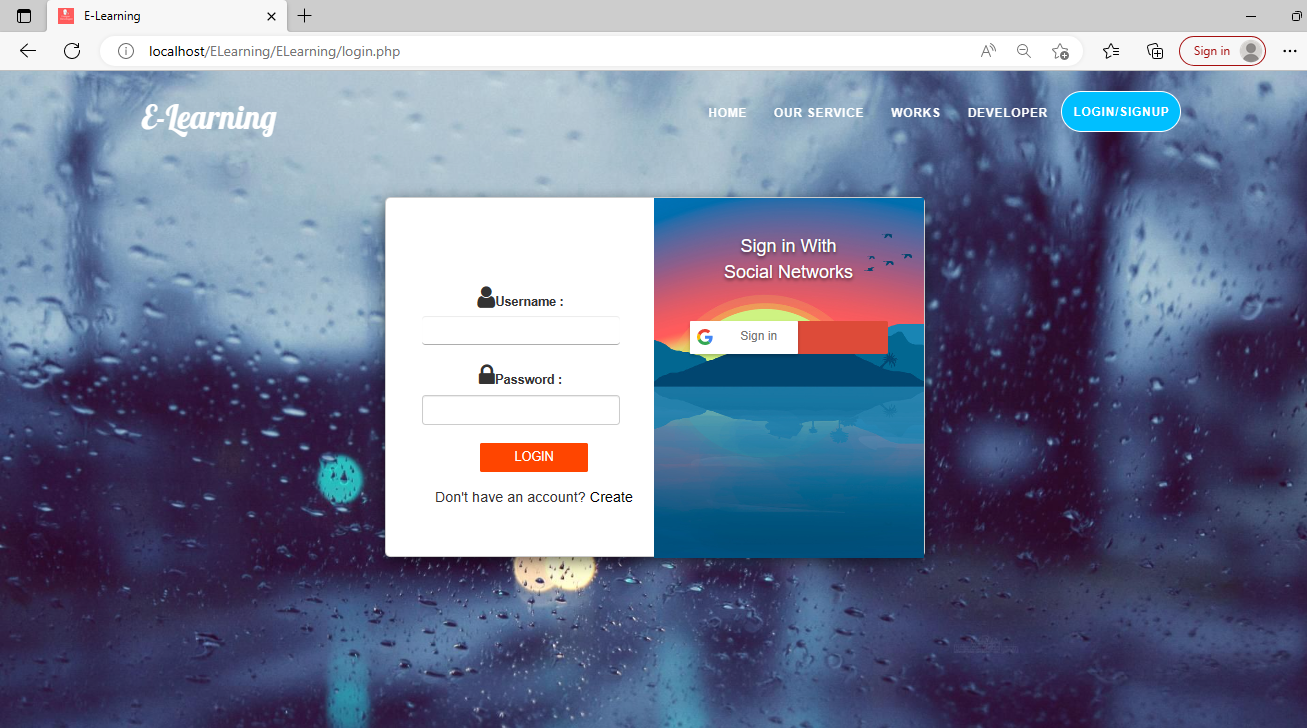 E-Learning
localhost/ELearning/ELearning/login.php
Sign in
E-Learning
HOME
OUR SERVICE
WORKS
DEVELOPER
LOGIN/SIGNUP
Username :
Password :
LOGIN
Don't have an account? Create
Sign in With
Social Networks
Sign in